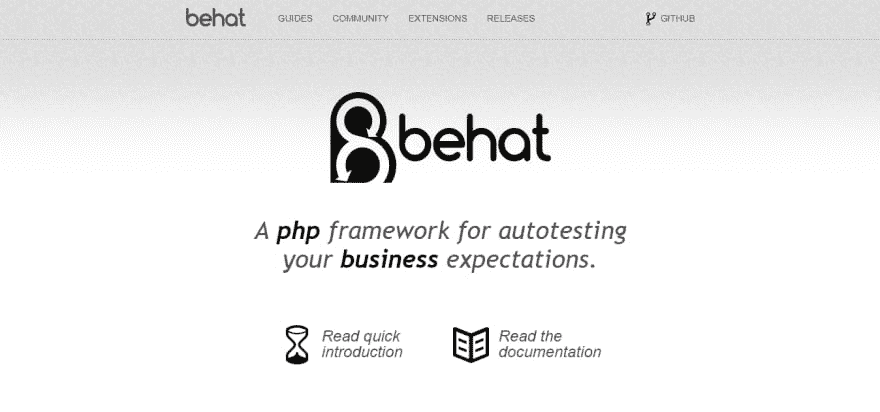 behat GUIDES COMMUNITY EXTENSIONS RELEASES GITHUB
behat
A php framework for autotesting
your business expectations.
Read quick
introduction
Read the
documentation